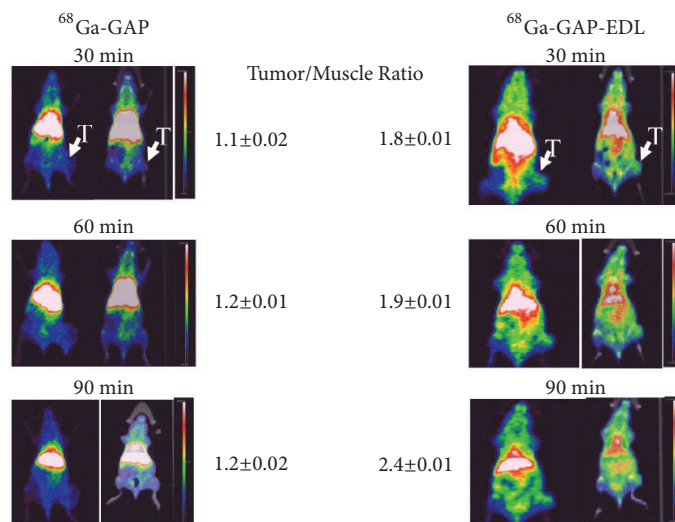 ⁶⁸Ga-GAP
⁶⁸Ga-GAP-EDL
30 min
Tumor/Muscle Ratio
30 min
T
T
1.1±0.02
1.8±0.01
T
T
60 min
60 min
1.2±0.01
1.9±0.01
90 min
90 min
1.2±0.02
2.4±0.01